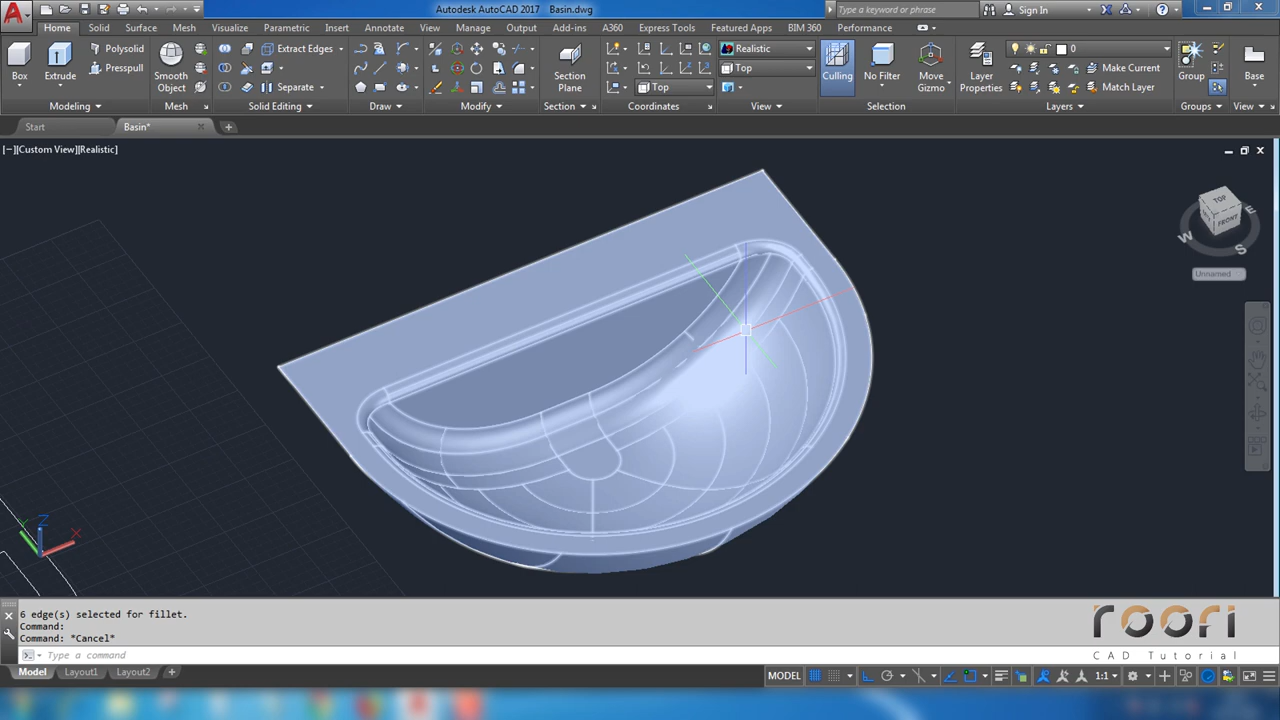 Autodesk AutoCAD 2017 Basin.dwg
Type a keyword or phrase
Sign In
Home Solid Surface Mesh Visualize Parametric Insert Annotate View Manage Output Add-ins A360 Express Tools Featured Apps BIM 360 Performance
Box
Extrude
Polysolid
Presspull
Modeling
Smooth
Object
Mesh
Extrude Edges
Separate
Solid Editing
Draw
Modify
Section
Plane
Section
Top
Coordinates
Realistic
Top
View
Culling
No Filter
Move
Gizmo
Selection
Layer
Properties
0
Make Current
Match Layer
Layers
Group
Groups
Base
View
Start
Basin*
[−][Custom View][Realistic]
TOP
FRONT
W
S
E
Unnamed
Z
Y
X
6 edge(s) selected for fillet.
Command:
Command: *Cancel*
Type a command
roori
CAD Tutorial
Model Layout1 Layout2
MODEL
1:1